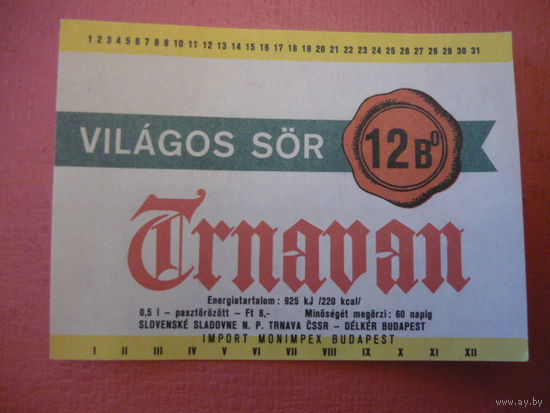 1 2 3 4 5 6 7 8 9 10 11 12 13 14 15 16 17 18 19 20 21 22 23 24 25 26 27 28 29 30 31
VILÁGOS SÖR
12B⁰
Trnavan
Energiatartalom: 925 kJ /220 kcal/
0,5 l – pasztőrözött – Ft 8,- Minőségét megőrzi: 60 napig
SLOVENSKÉ SLADOVNE N. P. TRNAVA ČSSR – DÉLKER BUDAPEST
IMPORT MONIMPEX BUDAPEST
I II III IV V VI VII VIII IX X XI XII
www.ay.by